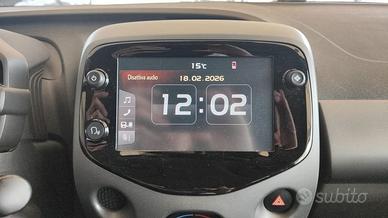 15°C
Disattiva audio
18.02.2026
12:02
subito